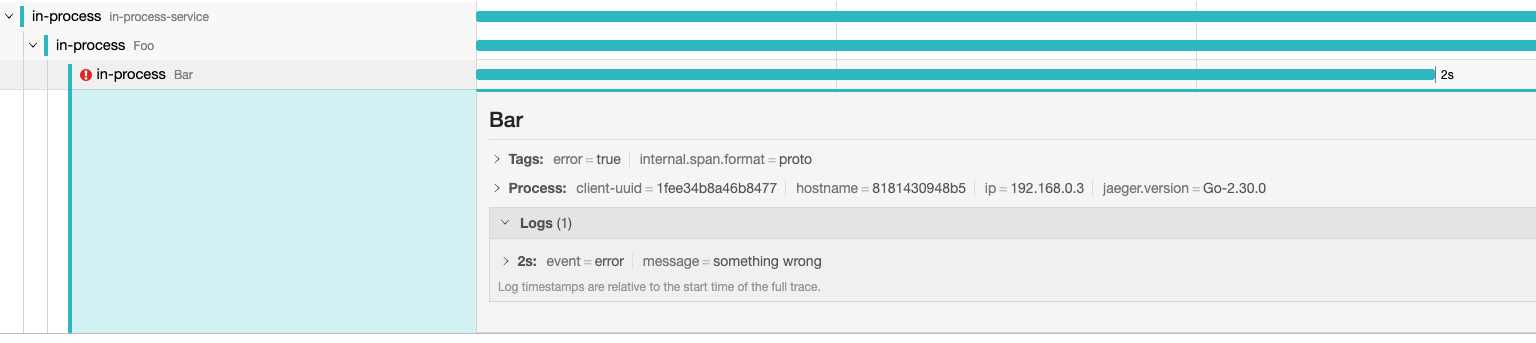 in-process in-process-service
in-process Foo
in-process Bar 2s
Bar
Tags: error = true internal.span.format = proto
Process: client-uuid = 1fee34b8a46b8477 hostname = 8181430948b5 ip = 192.168.0.3 jaeger.version = Go-2.30.0
Logs (1)
2s: event = error message = something wrong
Log timestamps are relative to the start time of the full trace.